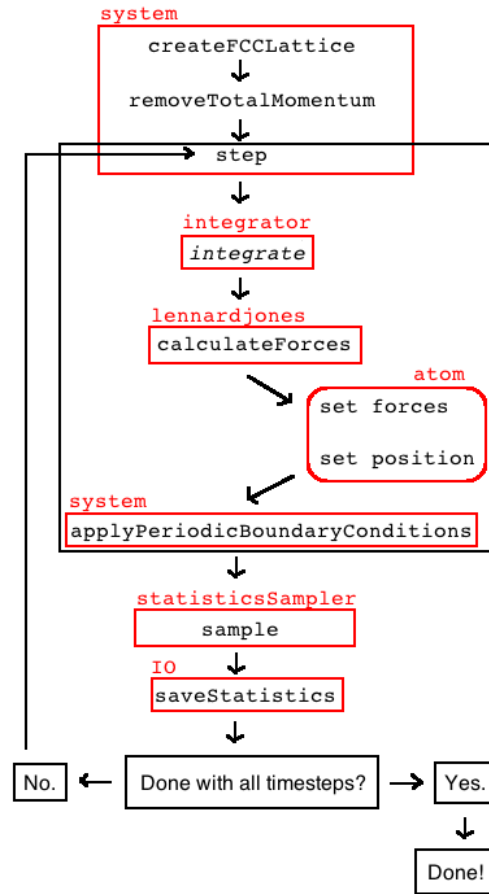 system
createFCCLattice
removeTotalMomentum
step
integrator
integrate
lennardjones
calculateForces
atom
set forces
set position
system
applyPeriodicBoundaryConditions
statisticsSampler
sample
IO
saveStatistics
No.
Done with all timesteps?
Yes.
Done!